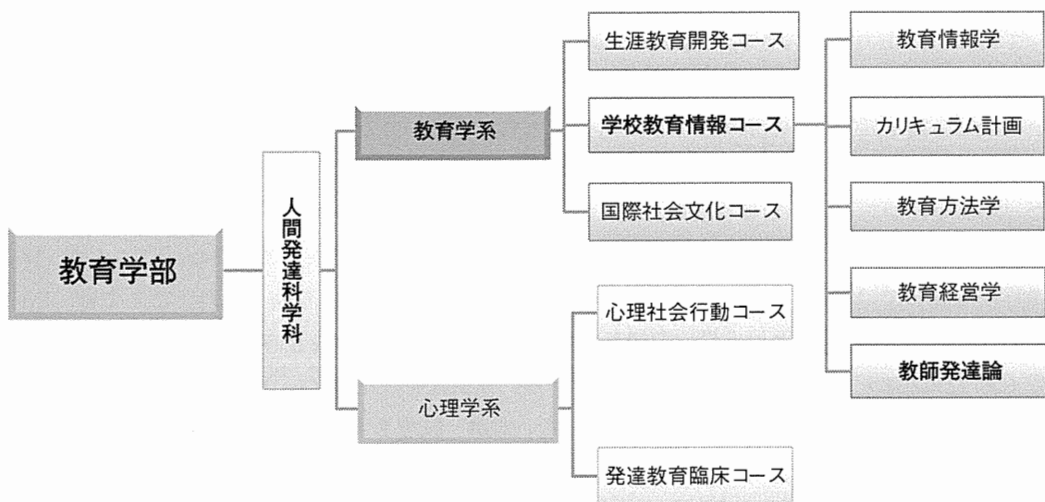 教育学部
人間発達科学科
教育学系
生涯教育開発コース
学校教育情報コース
国際社会文化コース
教育情報学
カリキュラム計画
教育方法学
教育経営学
教師発達論
心理学系
心理社会行動コース
発達教育臨床コース